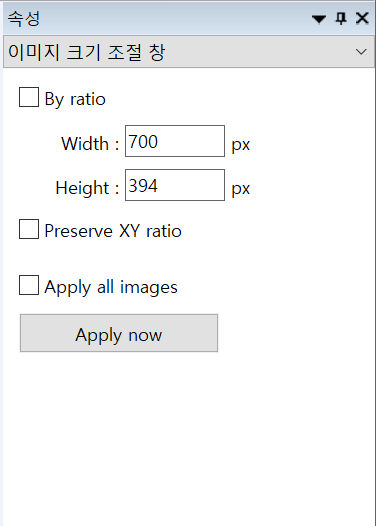 속성
이미지 크기 조절 창
By ratio
Width : 700 px
Height : 394 px
Preserve XY ratio
Apply all images
Apply now